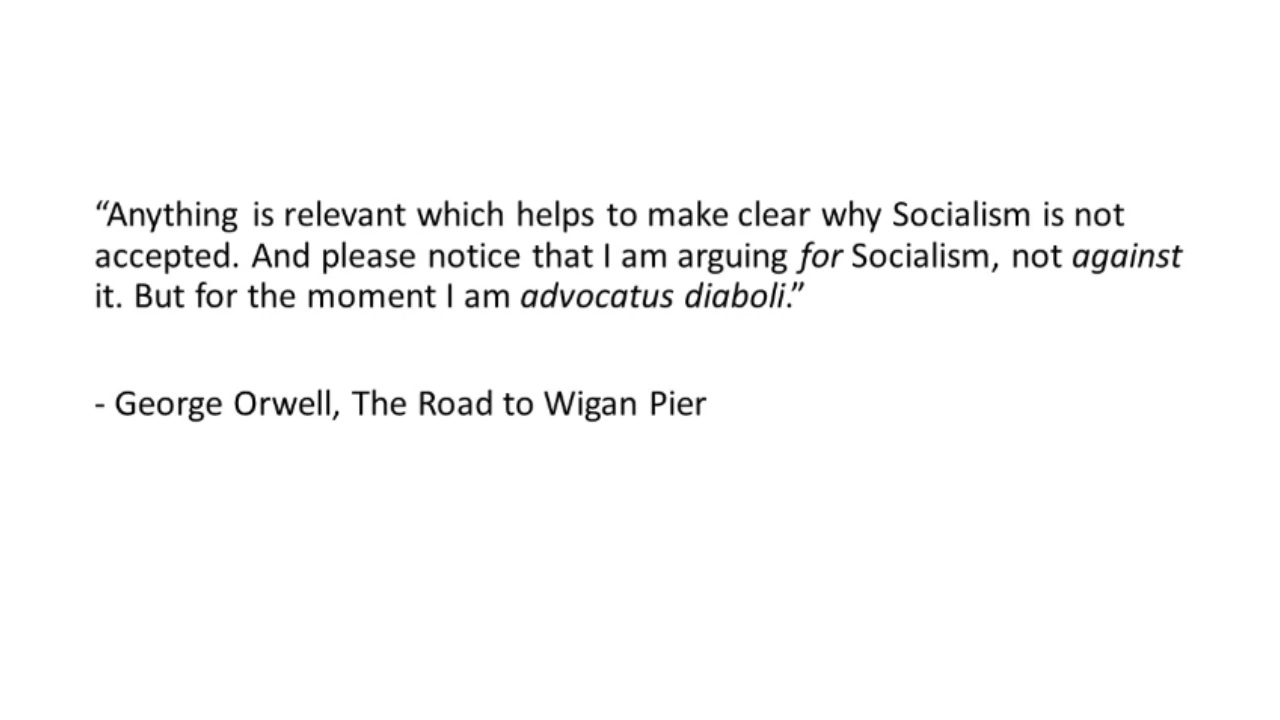 “Anything is relevant which helps to make clear why Socialism is not
accepted. And please notice that I am arguing for Socialism, not against
it. But for the moment I am advocatus diaboli.”
- George Orwell, The Road to Wigan Pier